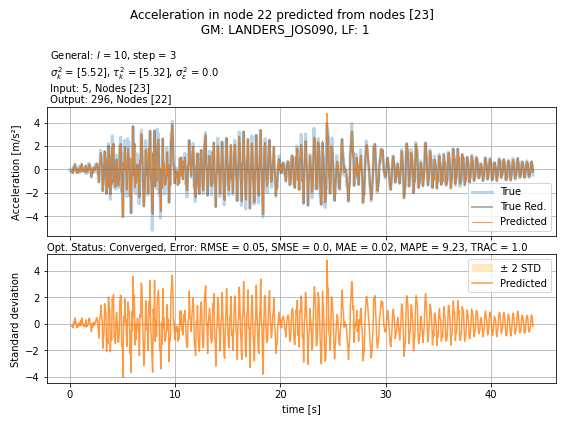 Acceleration in node 22 predicted from nodes [23]
GM: LANDERS_JOS090, LF: 1
General: l = 10, step = 3
σ²ₖ = [5.52], τ²ₖ = [5.32], σ²ε = 0.0
Input: 5, Nodes [23]
Output: 296, Nodes [22]
Acceleration [m/s²]
4
2
0
−2
−4
True
True Red.
Predicted
Opt. Status: Converged, Error: RMSE = 0.05, SMSE = 0.0, MAE = 0.02, MAPE = 9.23, TRAC = 1.0
Standard deviation
4
2
0
−2
−4
± 2 STD
Predicted
0
10
20
30
40
time [s]